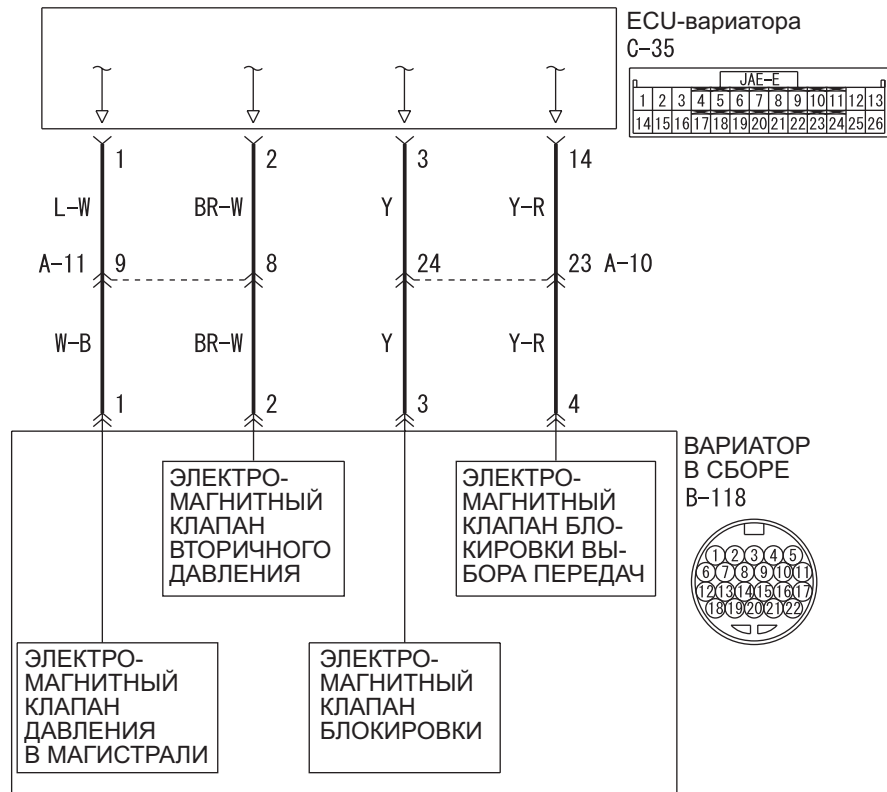 ECU-вариатора
C-35
JAE-E
1 2 3 4 5 6 7 8 9 10 11 12 13
14 15 16 17 18 19 20 21 22 23 24 25 26
1 2 3 14
L-W BR-W Y Y-R
A-11 9 8 24 23 A-10
W-B BR-W Y Y-R
1 2 3 4
ВАРИАТОР
В СБОРЕ
B-118
1 2 3 4 5
6 7 8 9 10 11
12 13 14 15 16 17
18 19 20 21 22
ЭЛЕКТРО-
МАГНИТНЫЙ
КЛАПАН
ВТОРИЧНОГО
ДАВЛЕНИЯ
ЭЛЕКТРО-
МАГНИТНЫЙ
КЛАПАН БЛО-
КИРОВКИ ВЫ-
БОРА ПЕРЕДАЧ
ЭЛЕКТРО-
МАГНИТНЫЙ
КЛАПАН
ДАВЛЕНИЯ
В МАГИСТРАЛИ
ЭЛЕКТРО-
МАГНИТНЫЙ
КЛАПАН
БЛОКИРОВКИ